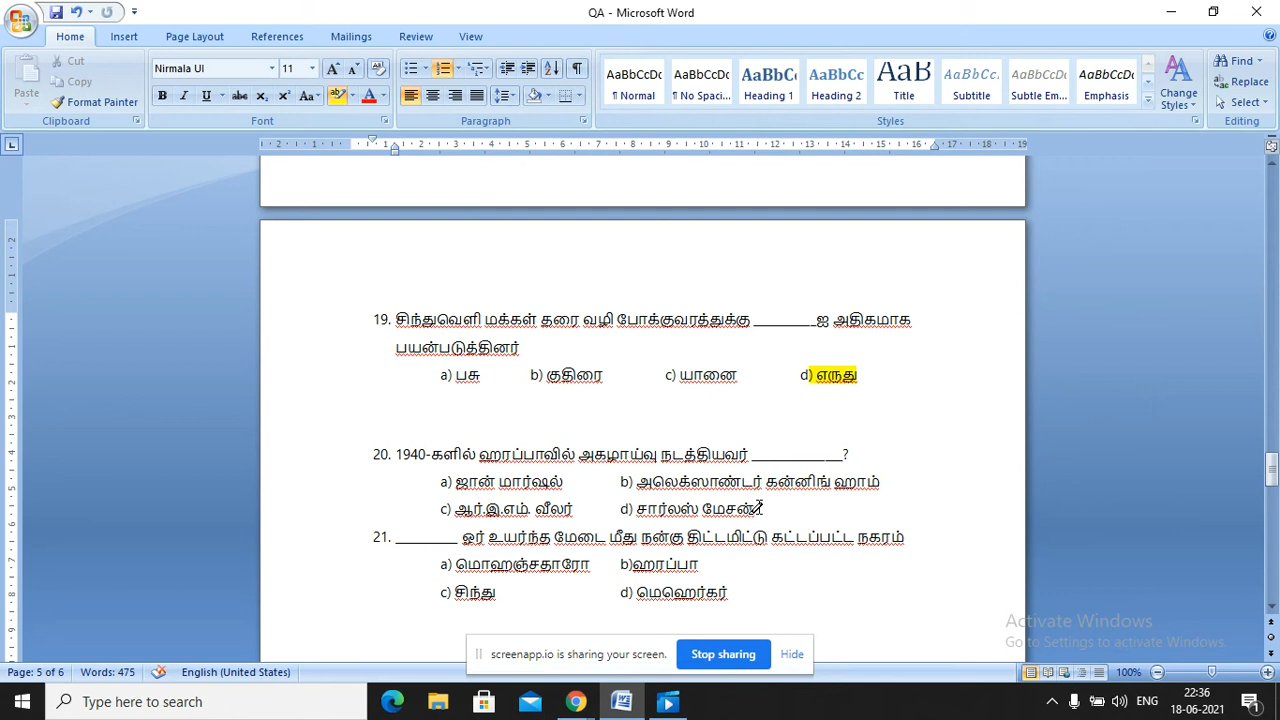 QA - Microsoft Word
Home Insert Page Layout References Mailings Review View
Paste
Cut
Copy
Format Painter
Clipboard
Nirmala UI 11
Font
Paragraph
AaBbCcDc AaBbCcDc AaBbCc AaBbCc AaB AaBbCc. AaBbCcDc AaBbCcDc
¶ Normal ¶ No Spaci... Heading 1 Heading 2 Title Subtitle Subtle Em... Emphasis
Styles
Change Styles
Find
Replace
Select
Editing
19. சிந்துவெளி மக்கள் தரை வழி போக்குவரத்துக்கு _________ஐ அதிகமாக
பயன்படுத்தினர்
a) பசு b) குதிரை c) யானை d) எருது
20. 1940-களில் ஹரப்பாவில் அகழாய்வு நடத்தியவர் _____________?
a) ஜான் மார்ஷல் b) அலெக்ஸாண்டர் கன்னிங் ஹாம்
c) ஆர்.இ.எம். வீலர் d) சார்லஸ் மேசன்
21. _________ ஓர் உயர்ந்த மேடை மீது நன்கு திட்டமிட்டு கட்டப்பட்ட நகரம்
a) மொஹஞ்சதாரோ b)ஹரப்பா
c) சிந்து d) மெஹெர்கர்
Activate Windows
Go to Settings to activate Windows.
screenapp.io is sharing your screen. Stop sharing Hide
Page: 5 of 6 Words: 475 English (United States) 100%
Type here to search
ENG
22:36
18-06-2021